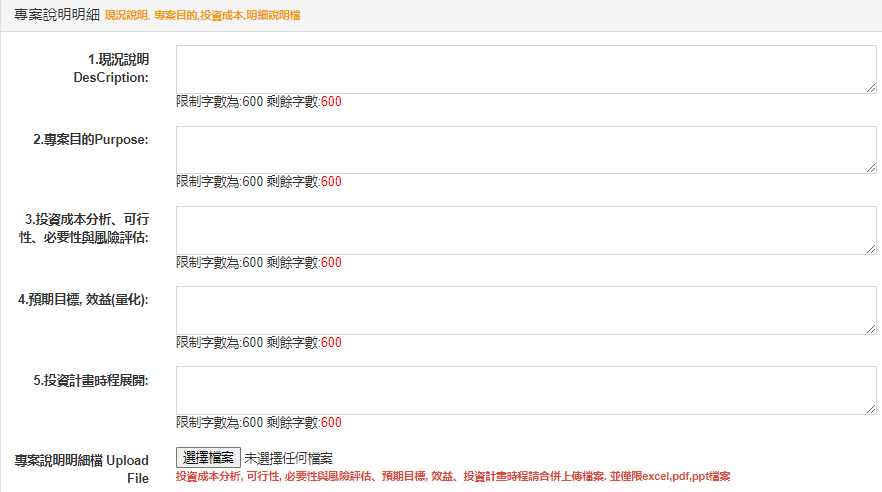 專案說明明細 現況說明, 專案目的,投資成本,明細說明檔
1.現況說明
DesCription:
限制字數為:600 剩餘字數:600
2.專案目的Purpose:
限制字數為:600 剩餘字數:600
3.投資成本分析、可行
性、必要性與風險評估:
限制字數為:600 剩餘字數:600
4.預期目標, 效益(量化):
限制字數為:600 剩餘字數:600
5.投資計畫時程展開:
限制字數為:600 剩餘字數:600
專案說明明細檔 Upload
File
選擇檔案 未選擇任何檔案
投資成本分析, 可行性, 必要性與風險評估、預期目標, 效益、投資計畫時程請合併上傳檔案. 並僅限excel,pdf,ppt檔案